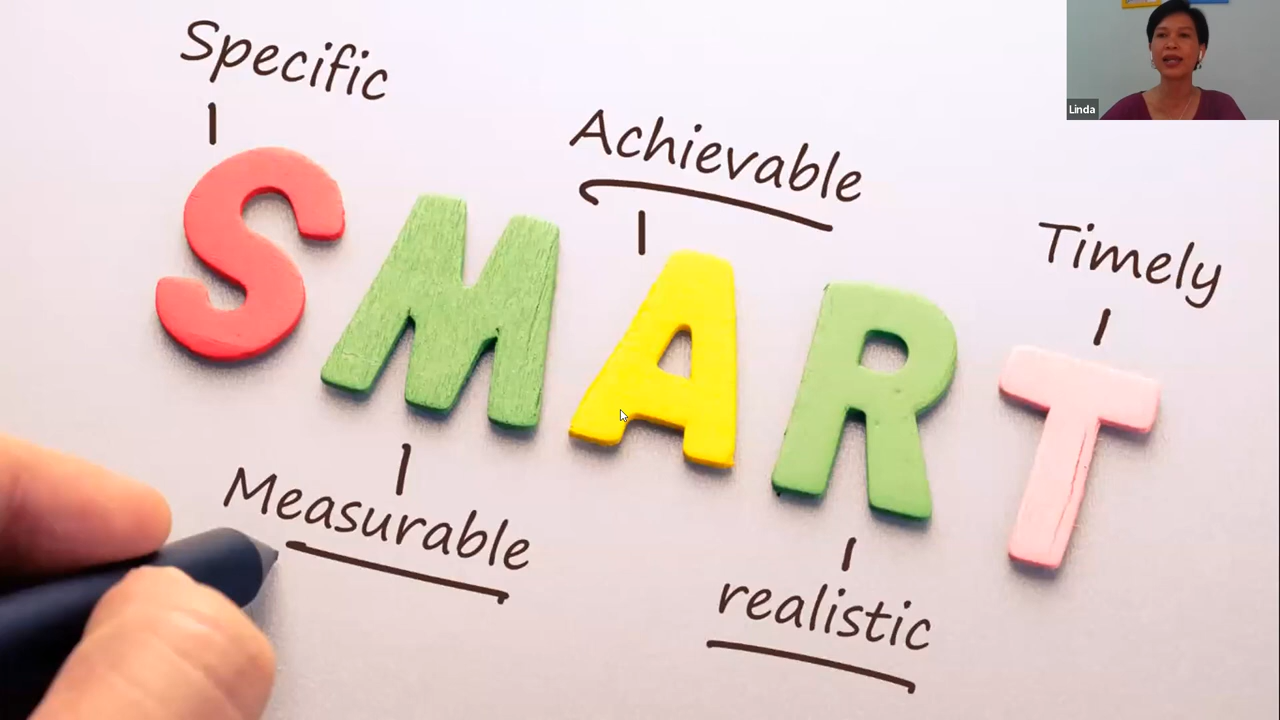 Specific
Achievable
Timely
SMART
Measurable
realistic
Linda